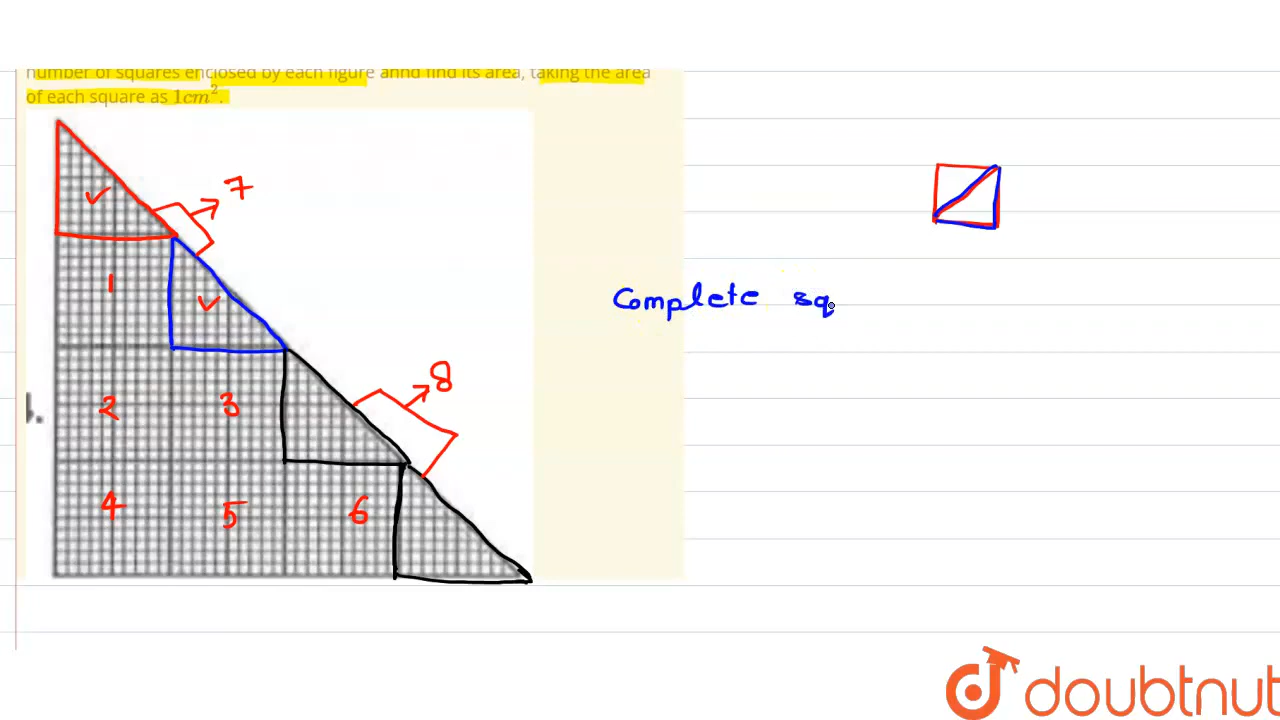 number of squares enclosed by each figure annd find its area, taking the area
of each square as 1cm².
7
1
Complete sq
8
2 3
4 5 6
doubtnut